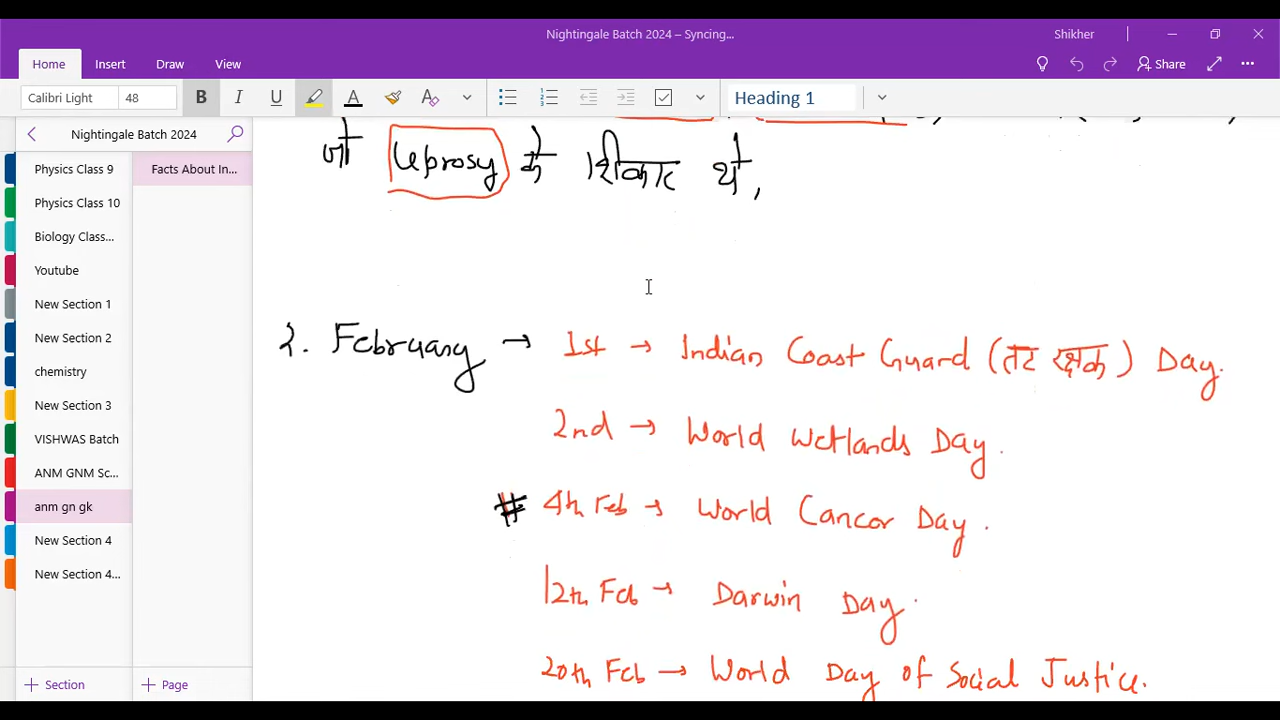 Nightingale Batch 2024 – Syncing...
Shikher
Home
Insert
Draw
View
Share
Calibri Light
48
B
I
U
A
Heading 1
Nightingale Batch 2024
Physics Class 9
Physics Class 10
Biology Class...
Youtube
New Section 1
New Section 2
chemistry
New Section 3
VISHWAS Batch
ANM GNM Sc...
anm gn gk
New Section 4
New Section 4...
Section
Facts About In...
Page
जो Leprosy के शिकार थे,
2. February → 1st → Indian Coast Guard (तट रक्षक) Day.
2nd → World Wetlands Day.
# 4th Feb → World Cancor Day.
12th Feb → Darwin Day.
20th Feb → World Day of Social Justice.